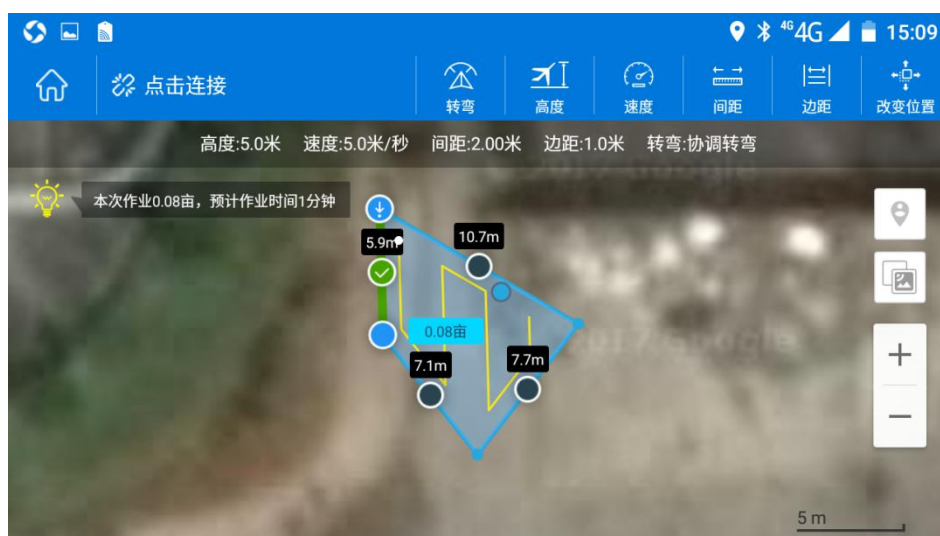 4G 4G 15:09
点击连接
转弯 高度 速度 间距 边距 改变位置
高度:5.0米 速度:5.0米/秒 间距:2.00米 边距:1.0米 转弯:协调转弯
本次作业0.08亩，预计作业时间1分钟
5.9m
10.7m
0.08亩
7.1m
7.7m
2017 Google
5 m